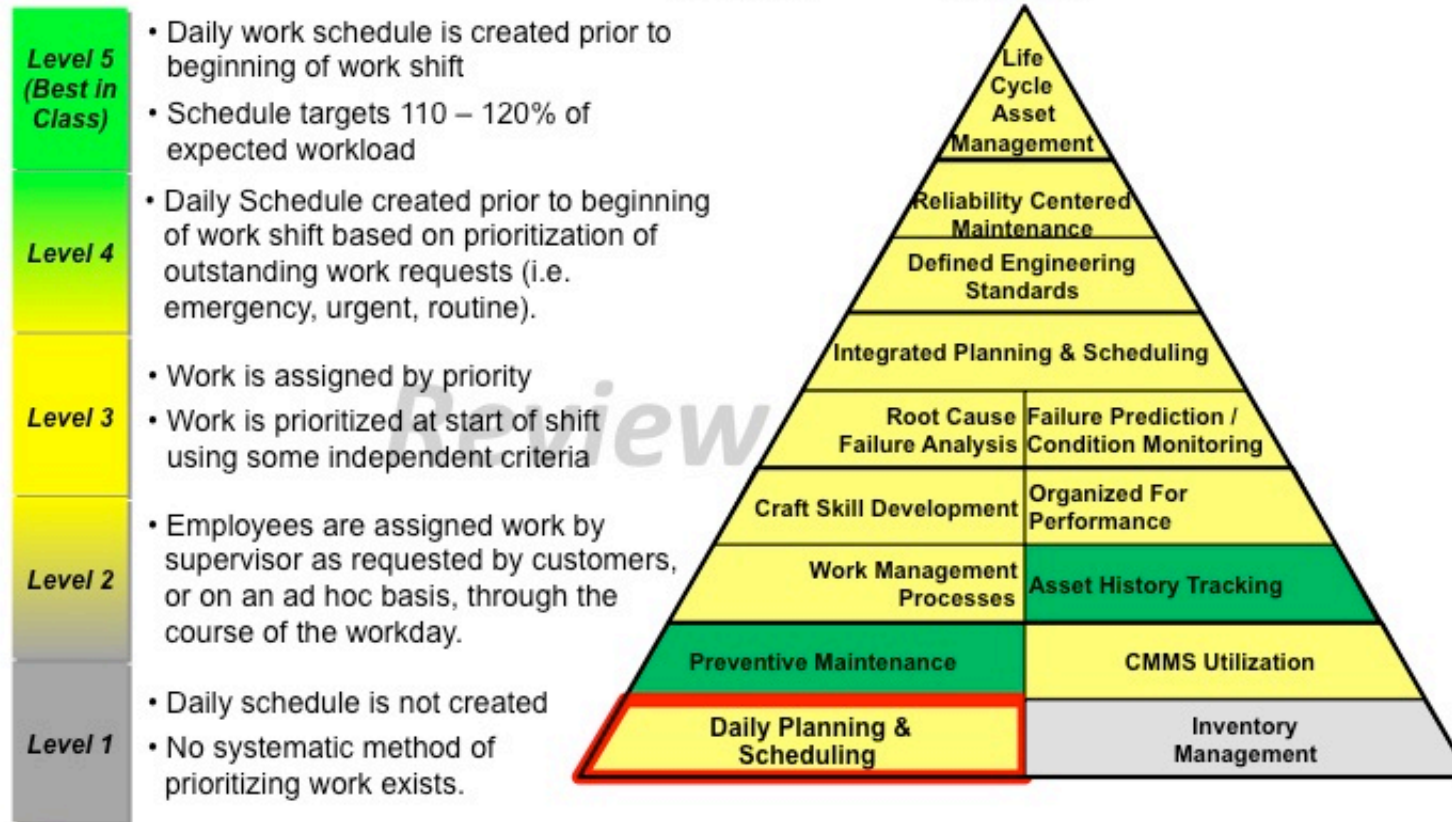 Level 5
(Best in
Class)
• Daily work schedule is created prior to
beginning of work shift
• Schedule targets 110 – 120% of
expected workload
Level 4
• Daily Schedule created prior to beginning
of work shift based on prioritization of
outstanding work requests (i.e.
emergency, urgent, routine).
Level 3
• Work is assigned by priority
• Work is prioritized at start of shift
using some independent criteria
Level 2
• Employees are assigned work by
supervisor as requested by customers,
or on an ad hoc basis, through the
course of the workday.
Level 1
• Daily schedule is not created
• No systematic method of
prioritizing work exists.
Review
Life
Cycle
Asset
Management
Reliability Centered
Maintenance
Defined Engineering
Standards
Integrated Planning & Scheduling
Root Cause
Failure Analysis
Failure Prediction /
Condition Monitoring
Craft Skill Development
Organized For
Performance
Work Management
Processes
Asset History Tracking
Preventive Maintenance
CMMS Utilization
Daily Planning &
Scheduling
Inventory
Management